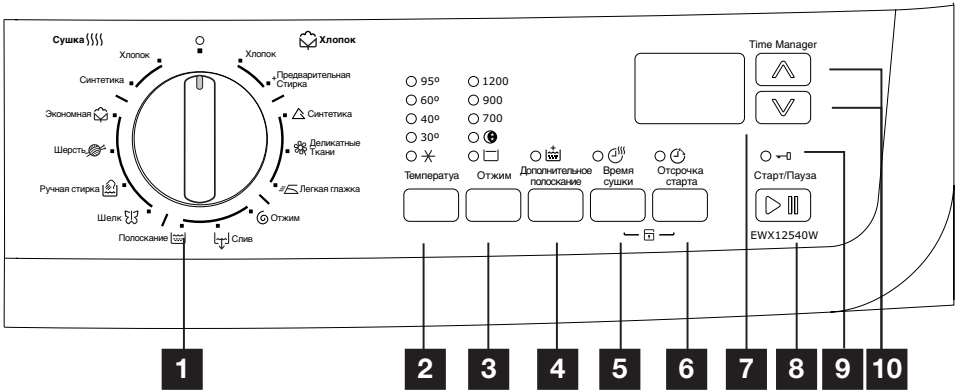 Сушка
Хлопок
Хлопок
Хлопок
Синтетика
+Предварительная
Стирка
Экономная
Синтетика
Шерсть
Деликатные
Ткани
Ручная стирка
Легкая глажка
Шелк
Отжим
Полоскание
Слив
95º
60º
40º
30º
1200
900
700
Температуа
Отжим
Дополнительное
полоскание
Время
сушки
Отсрочка
старта
Time Manager
Старт/Пауза
EWX12540W
1
2
3
4
5
6
7
8
9
10